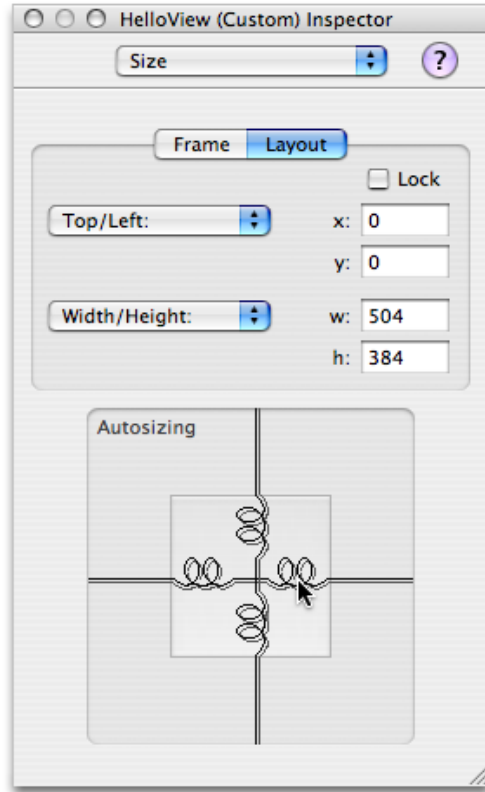 HelloView (Custom) Inspector
Size
?
Frame Layout
Lock
Top/Left: x: 0
y: 0
Width/Height: w: 504
h: 384
Autosizing